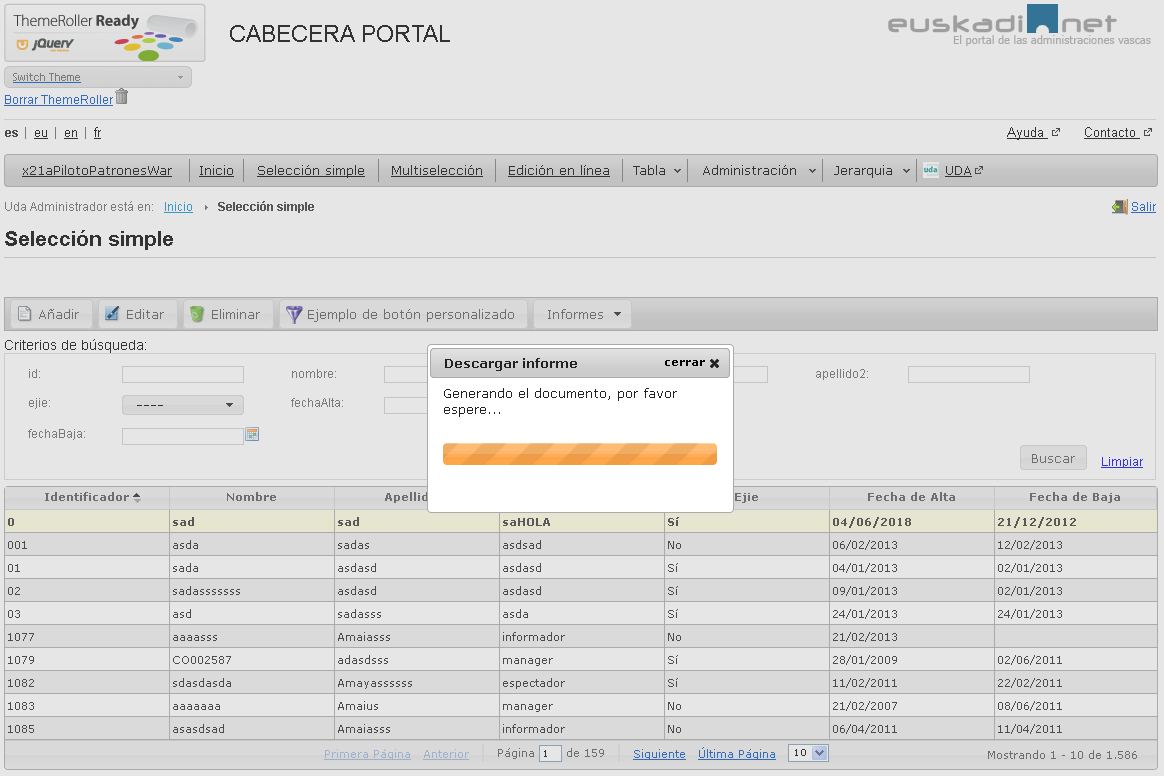 ThemeRoller Ready
jQuery
CABECERA PORTAL
euskadi.net
El portal de las administraciones vascas
Switch Theme
Borrar ThemeRoller
es | eu | en | fr
Ayuda Contacto
x21aPilotoPatronesWar Inicio Selección simple Multiselección Edición en línea Tabla Administración Jerarquia uda UDA
Uda Administrador está en: Inicio Selección simple
Salir
Selección simple
Añadir Editar Eliminar Ejemplo de botón personalizado Informes
Criterios de búsqueda:
id: nombre: apellido2:
ejie: ---- fechaAlta:
fechaBaja:
Buscar Limpiar
Descargar informe cerrar
Generando el documento, por favor
espere...
Identificador Nombre Apellid Ejie Fecha de Alta Fecha de Baja
0 sad sad saHOLA Sí 04/06/2018 21/12/2012
001 asda sadas asdsad No 06/02/2013 12/02/2013
01 sada asdasd asdasd Sí 04/01/2013 02/01/2013
02 sadasssssss asdasd asdasd Sí 09/01/2013 02/01/2013
03 asd sadasss asda Sí 24/01/2013 24/01/2013
1077 aaaasss Amaiasss informador No 21/02/2013
1079 CO002587 adasdsss manager Sí 28/01/2009 02/06/2011
1082 sdasdasda Amayassssss espectador Sí 11/02/2011 22/02/2011
1083 aaaaaaa Amaius manager No 21/02/2007 08/06/2011
1085 asasdsad Amaiasss informador No 06/04/2011 11/04/2011
Primera Página Anterior Página 1 de 159 Siguiente Última Página 10 Mostrando 1 - 10 de 1.586